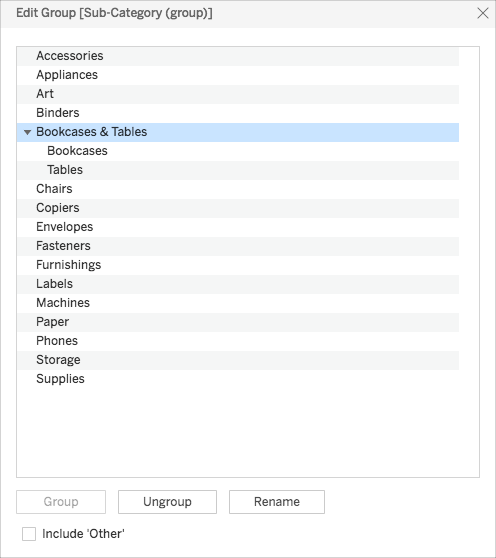 Edit Group [Sub-Category (group)]
Accessories
Appliances
Art
Binders
Bookcases & Tables
Bookcases
Tables
Chairs
Copiers
Envelopes
Fasteners
Furnishings
Labels
Machines
Paper
Phones
Storage
Supplies
Group Ungroup Rename
Include 'Other'